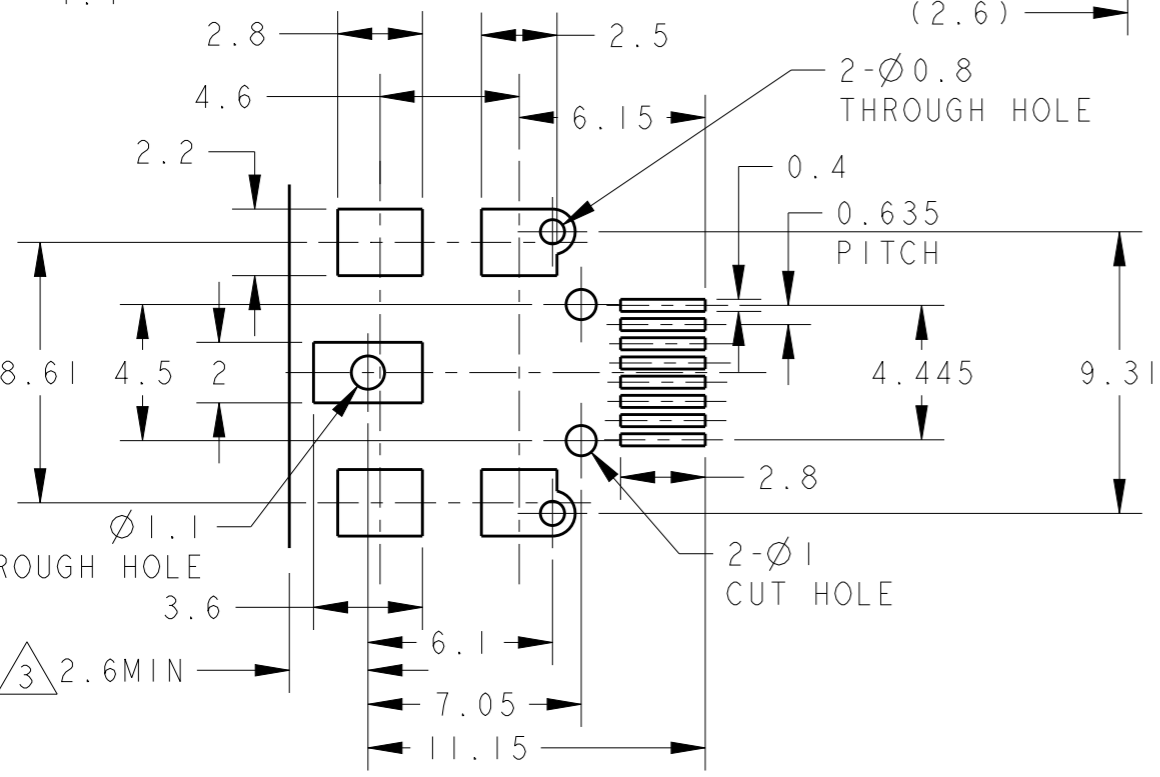 (2.6)
2.8
2.5
2-Ø0.8
THROUGH HOLE
4.6
6.15
2.2
0.4
0.635
PITCH
8.61
4.5
2
4.445
9.31
2.8
Ø1.1
ROUGH HOLE
2-Ø1
CUT HOLE
3.6
6.1
3
2.6MIN
7.05
11.15